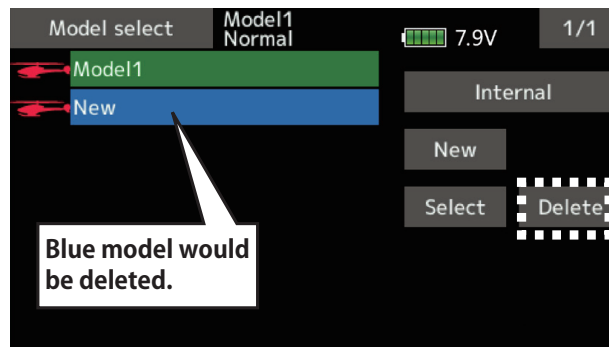 Model select
Model1
Normal
7.9V
1/1
Model1
New
Internal
New
Select
Delete
Blue model would
be deleted.